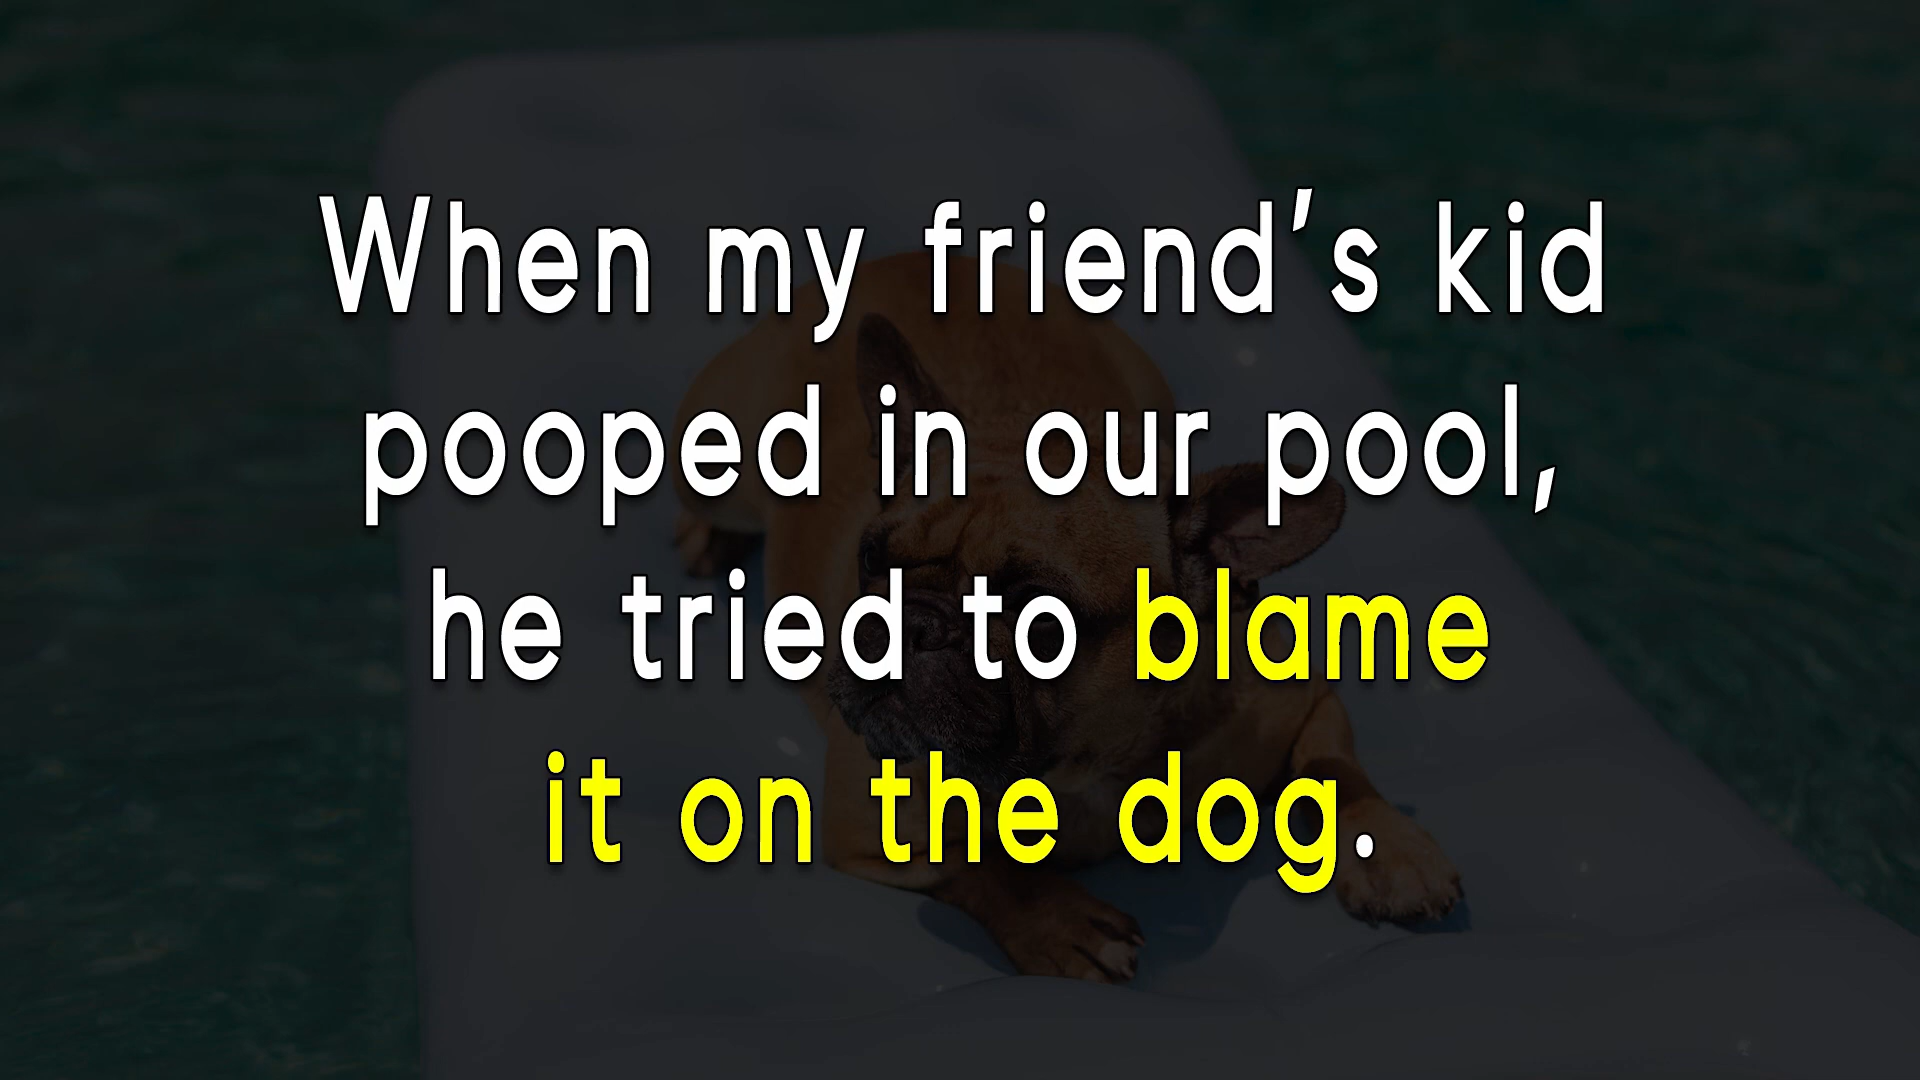 When my friend’s kid
pooped in our pool,
he tried to blame
it on the dog.